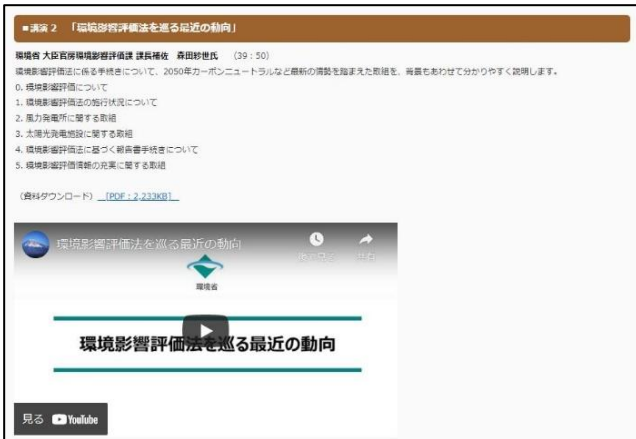 ■講演2 「環境影響評価法を巡る最近の動向」
環境省 大臣官房環境影響評価課 課長補佐 森田紗世氏 (39:50)
環境影響評価法に係る手続きについて、2050年カーボンニュートラルなど最新の情勢を踏まえた取組を、背景もあわせて分かりやすく説明します。
0. 環境影響評価について
1. 環境影響評価法の施行状況について
2. 風力発電所に関する取組
3. 太陽光発電施設に関する取組
4. 環境影響評価法に基づく報告書手続きについて
5. 環境影響評価情報の充実に関する取組
(資料ダウンロード) [PDF:2,233KB]
環境影響評価法を巡る最近の動向
後で見る 共有
環境省
環境影響評価法を巡る最近の動向
見る YouTube